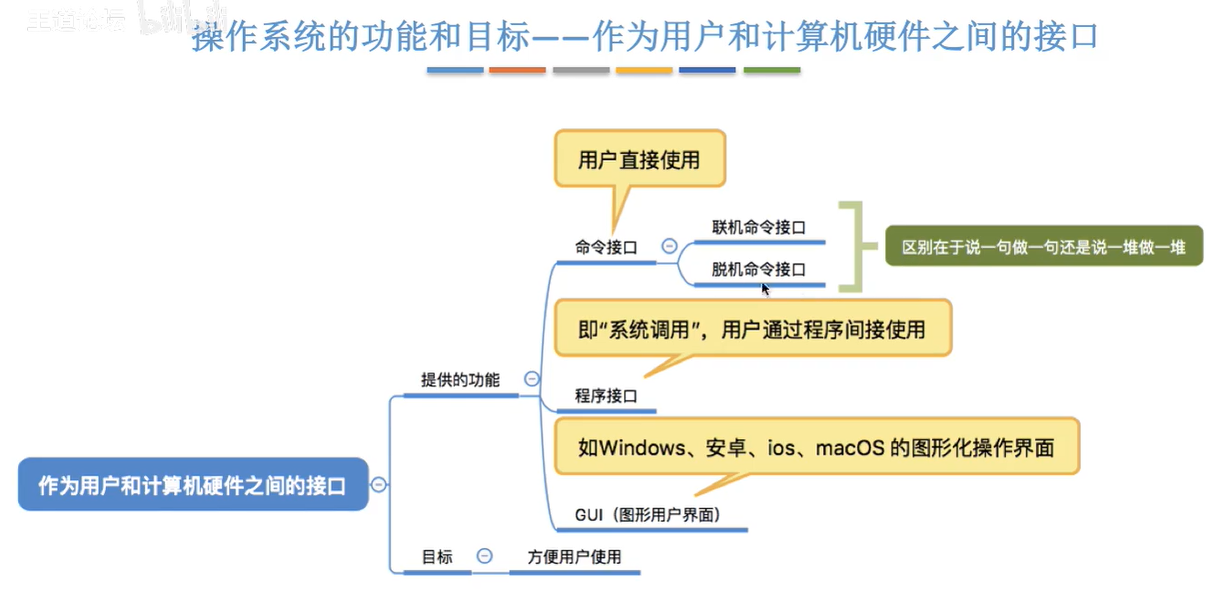 王道论坛 bilibili
操作系统的功能和目标——作为用户和计算机硬件之间的接口
用户直接使用
联机命令接口
命令接口
区别在于说一句做一句还是说一堆做一堆
脱机命令接口
即“系统调用”，用户通过程序间接使用
提供的功能
程序接口
如Windows、安卓、ios、macOS 的图形化操作界面
作为用户和计算机硬件之间的接口
GUI（图形用户界面）
目标
方便用户使用